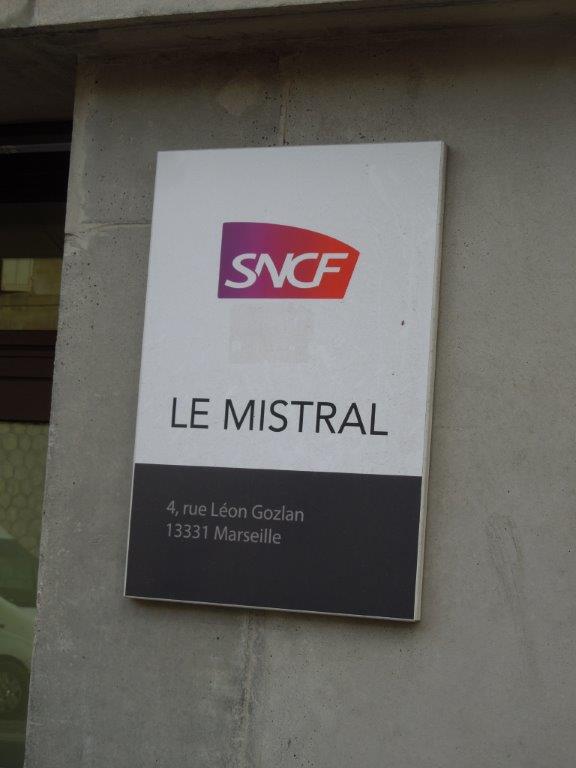 SNCF
LE MISTRAL
4, rue Léon Gozlan
13331 Marseille